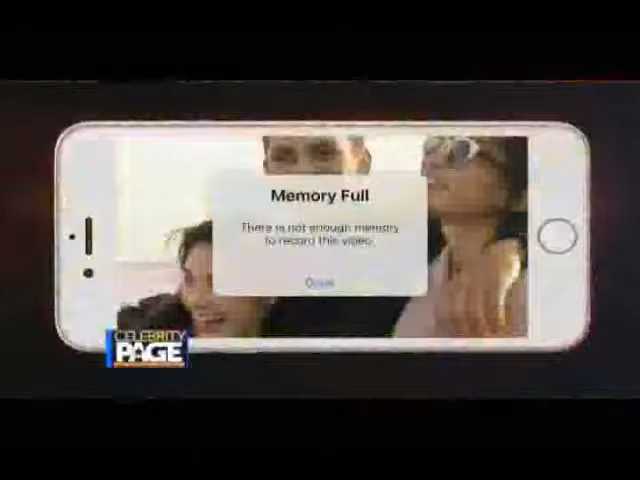 Memory Full
There is not enough memory
to record this video.
CELEBRITY
PAGE